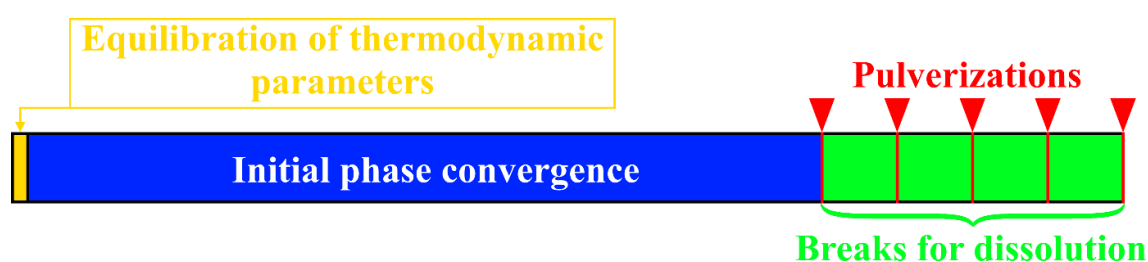 Equilibration of thermodynamic
parameters
Pulverizations
Initial phase convergence
Breaks for dissolution